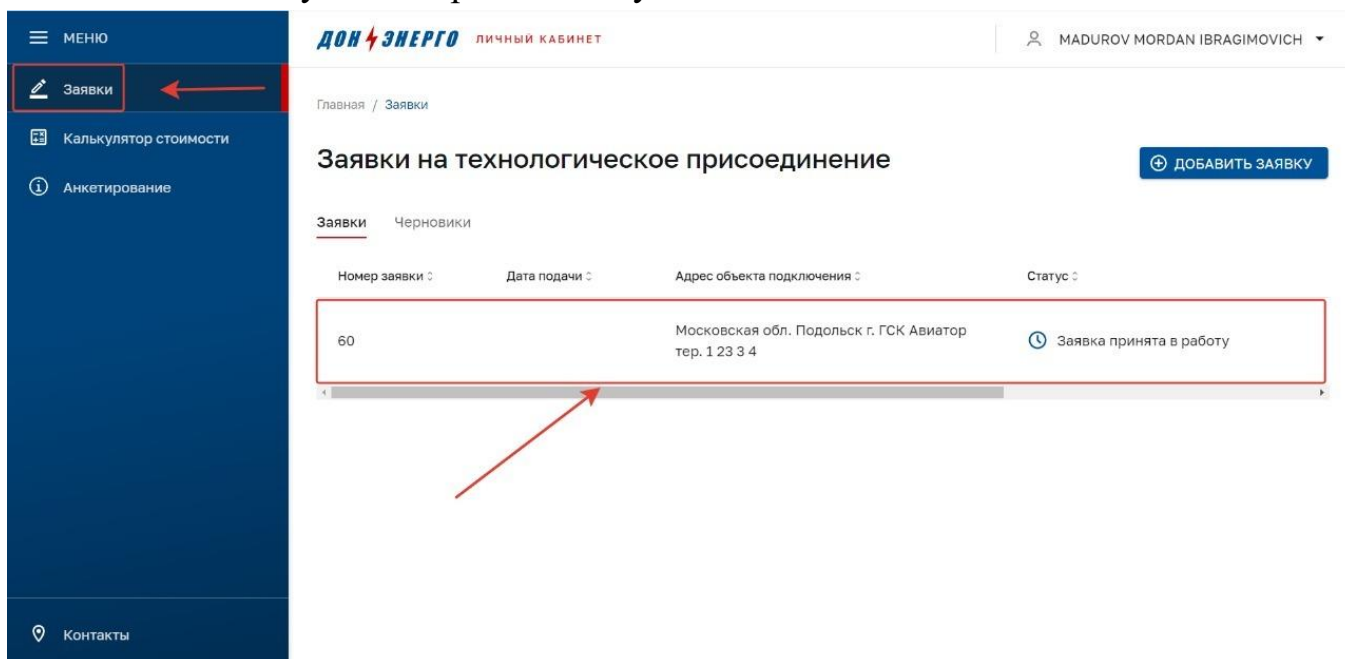 МЕНЮ
Заявки
Калькулятор стоимости
Анкетирование
Контакты
ДОН ЭНЕРГО ЛИЧНЫЙ КАБИНЕТ
MADUROV MORDAN IBRAGIMOVICH
Главная / Заявки
Заявки на технологическое присоединение
ДОБАВИТЬ ЗАЯВКУ
Заявки Черновики
Номер заявки Дата подачи Адрес объекта подключения Статус
60 Московская обл. Подольск г. ГСК Авиатор Заявка принята в работу
тер. 1 23 3 4